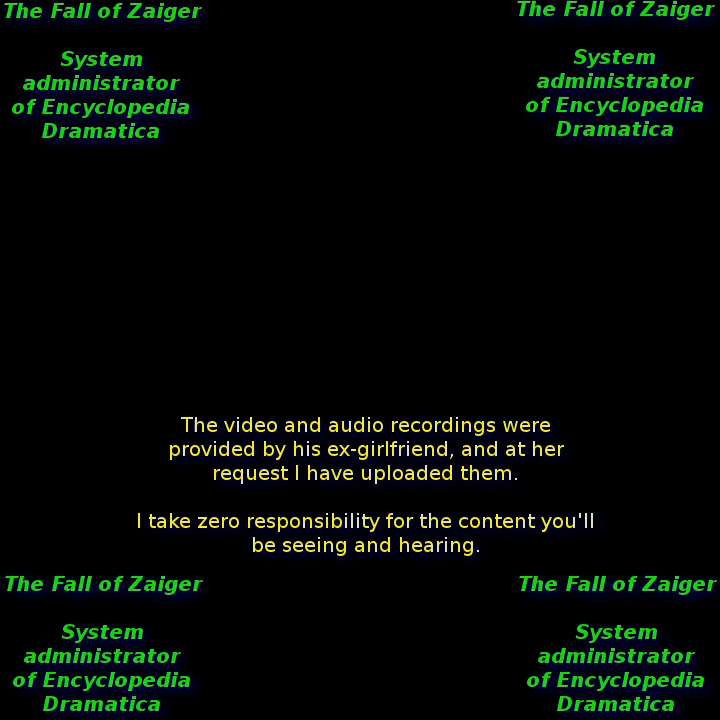 The Fall of Zaiger
System
administrator
of Encyclopedia
Dramatica
The Fall of Zaiger
System
administrator
of Encyclopedia
Dramatica
The video and audio recordings were
provided by his ex-girlfriend, and at her
request I have uploaded them.
I take zero responsibility for the content you'll
be seeing and hearing.
The Fall of Zaiger
System
administrator
of Encyclopedia
Dramatica
The Fall of Zaiger
System
administrator
of Encyclopedia
Dramatica